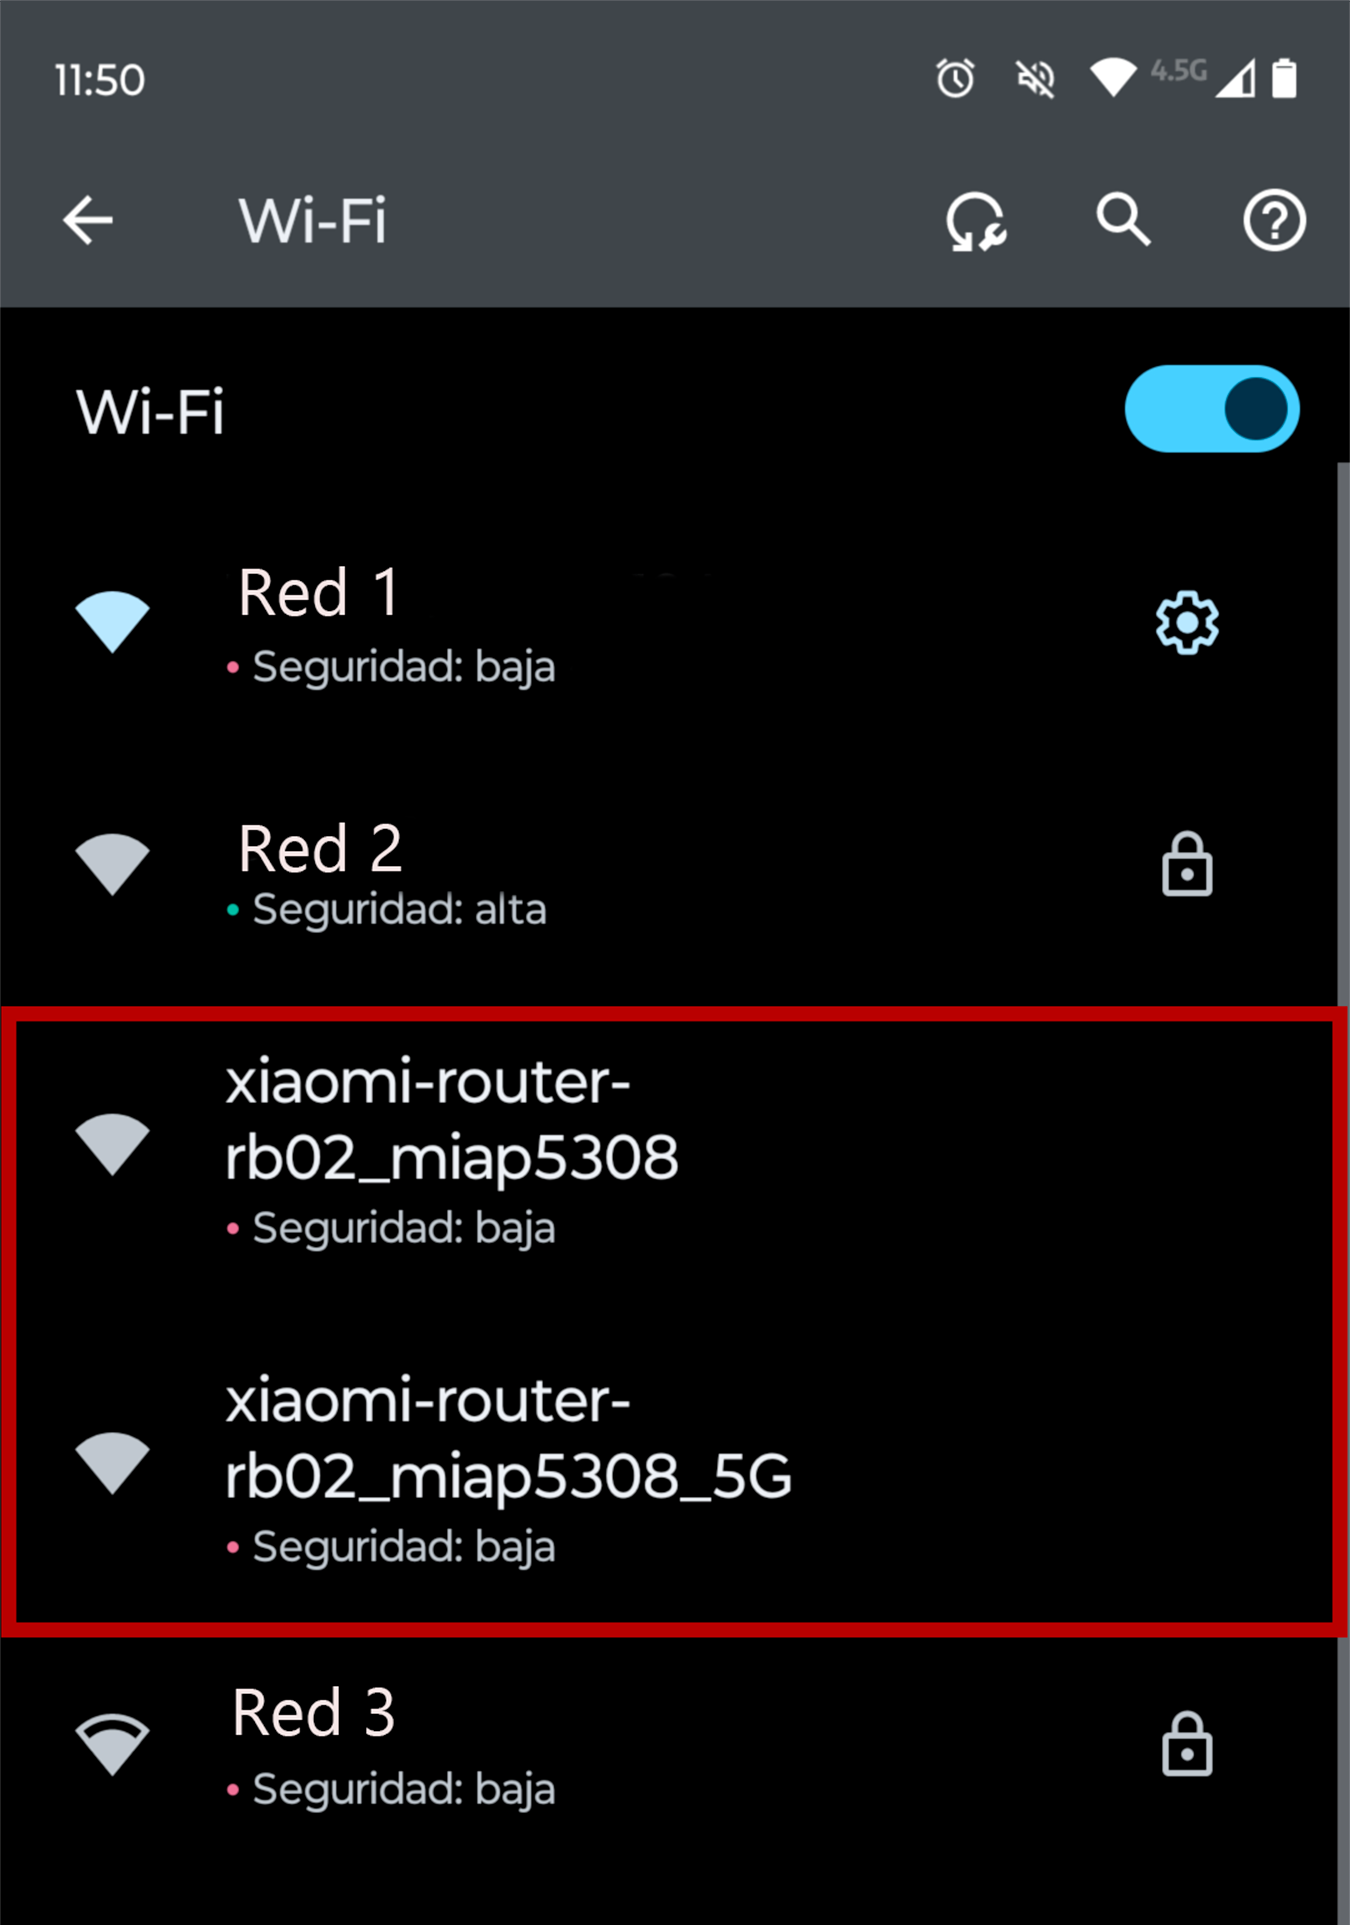 11:50
4.5G
Wi-Fi
Wi-Fi
Red 1
Seguridad: baja
Red 2
Seguridad: alta
xiaomi-router-
rb02_miap5308
Seguridad: baja
xiaomi-router-
rb02_miap5308_5G
Seguridad: baja
Red 3
Seguridad: baja